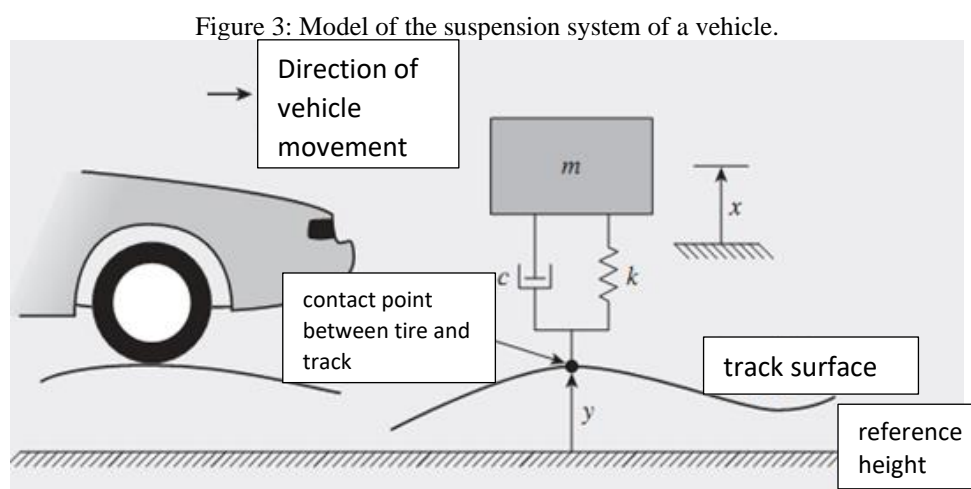 Figure 3: Model of the suspension system of a vehicle.
Direction of
vehicle
movement
m
x
c
k
contact point
between tire and
track
track surface
y
reference
height